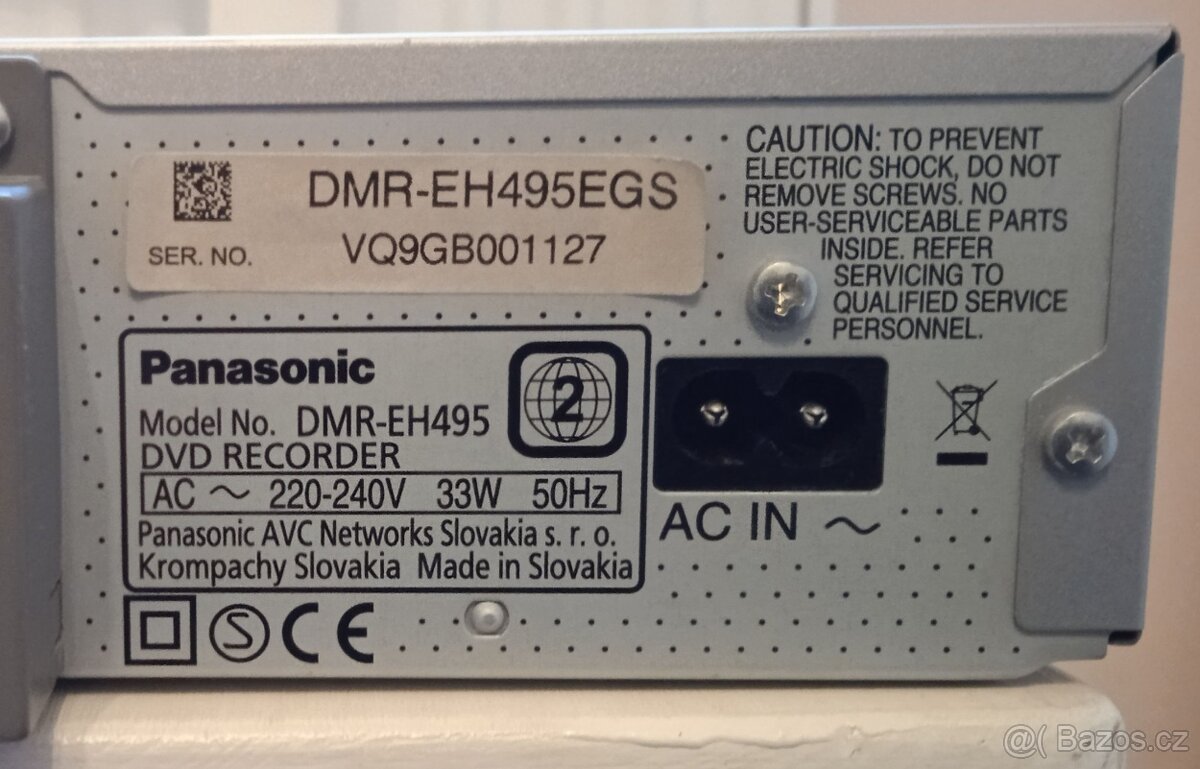 DMR-EH495EGS
SER. NO. VQ9GB001127
CAUTION: TO PREVENT
ELECTRIC SHOCK, DO NOT
REMOVE SCREWS. NO
USER-SERVICEABLE PARTS
INSIDE. REFER
SERVICING TO
QUALIFIED SERVICE
PERSONNEL.
Panasonic
2
Model No. DMR-EH495
DVD RECORDER
AC ~ 220-240V 33W 50Hz
Panasonic AVC Networks Slovakia s. r. o.
Krompachy Slovakia Made in Slovakia
AC IN ~
S CE
@( Bazos.cz